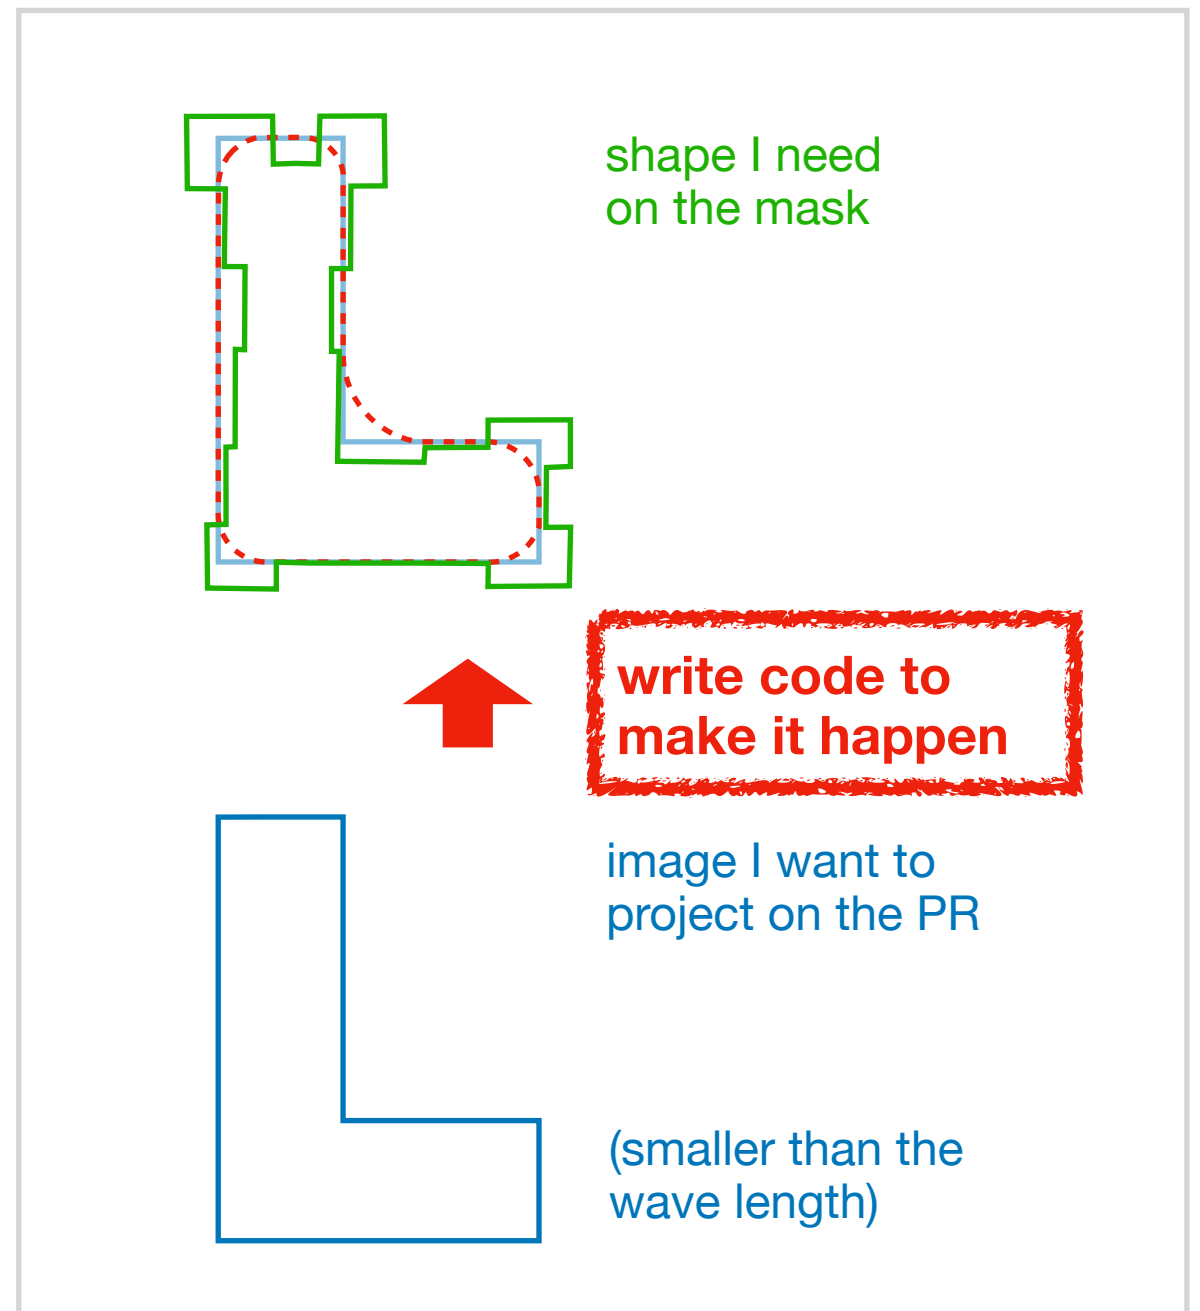 shape I need
on the mask
write code to
make it happen
image I want to
project on the PR
(smaller than the
wave length)